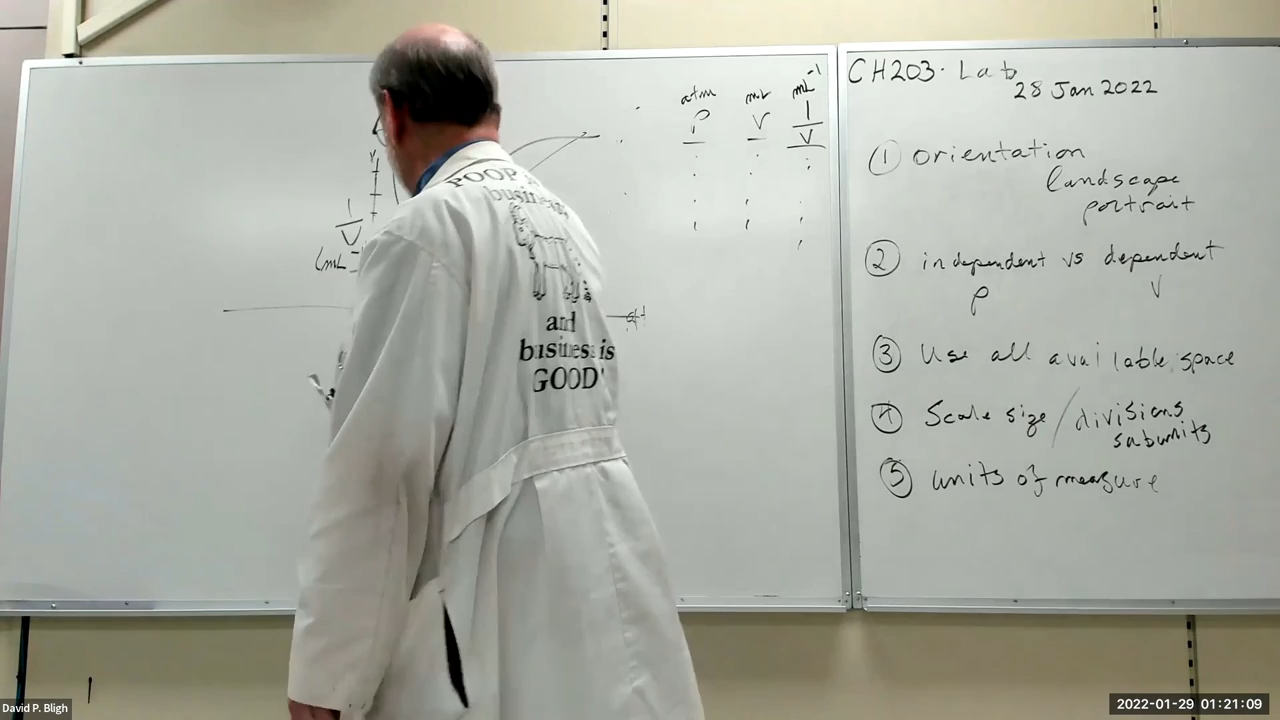 CH203. Lab
28 Jan 2022
① orientation
landscape
portrait
② independent vs dependent
P V
③ Use all available space
④ Scale size / divisions
subunits
⑤ units of measure
atm mL mL⁻¹
P V 1/V
1/V
(mL
POOP
business
and
business is
GOOD
David P. Bligh
2022-01-29 01:21:09